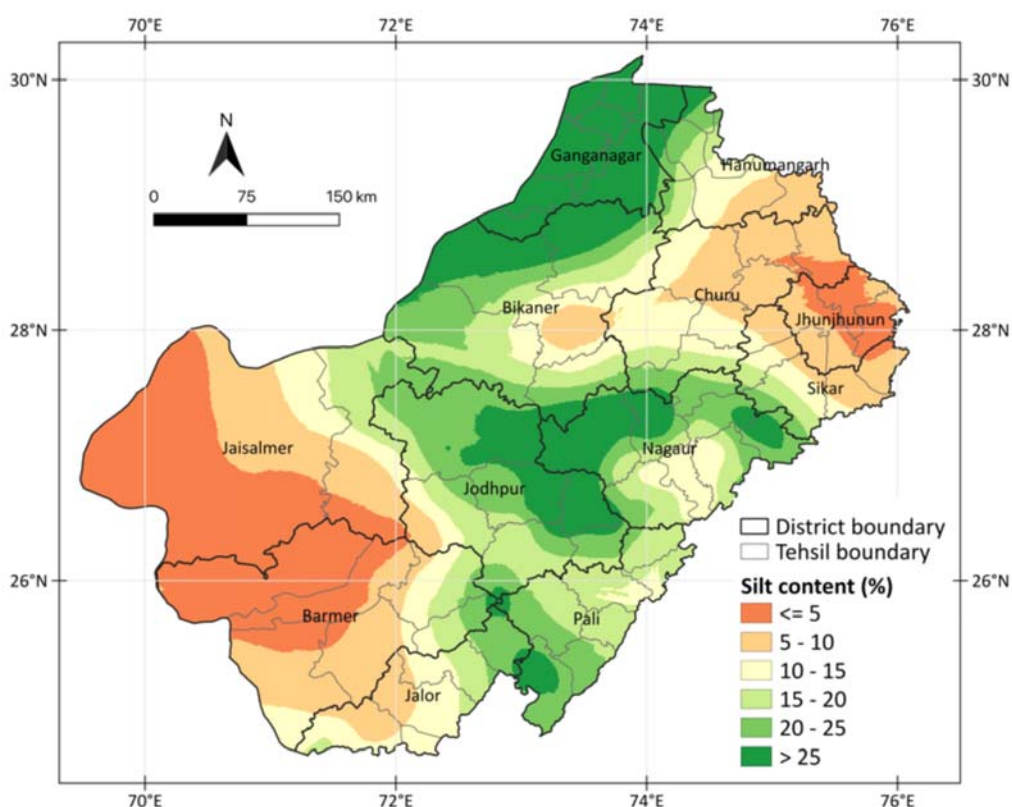 70°E 72°E 74°E 76°E
30°N 30°N
N
0 75 150 km
Ganganagar
Hanumangarh
Churu
Bikaner
Jhunjhunun
28°N 28°N
Sikar
Jaisalmer
Nagaur
Jodhpur
District boundary
Tehsil boundary
26°N 26°N
Silt content (%)
<= 5
5 - 10
10 - 15
15 - 20
20 - 25
> 25
Barmer
Pali
Jalor
70°E 72°E 74°E 76°E